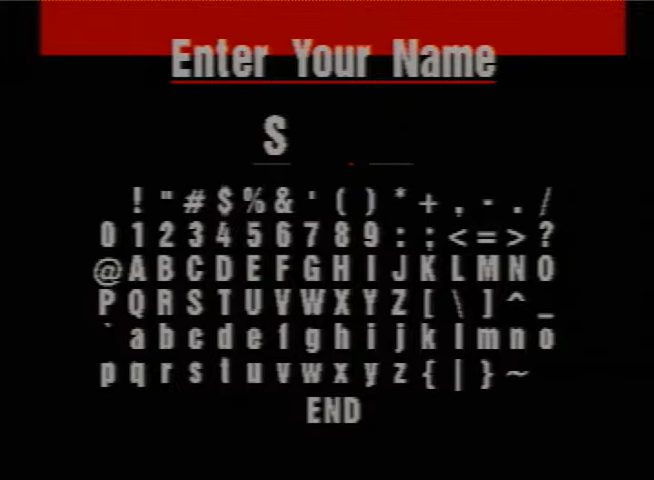 Enter Your Name
S
! " # $ % & ' ( ) * + , - . /
0 1 2 3 4 5 6 7 8 9 : ; < = > ?
@ A B C D E F G H I J K L M N O
P Q R S T U V W X Y Z [ \ ] ^ _
` a b c d e f g h i j k l m n o
p q r s t u v w x y z { | } ~
END